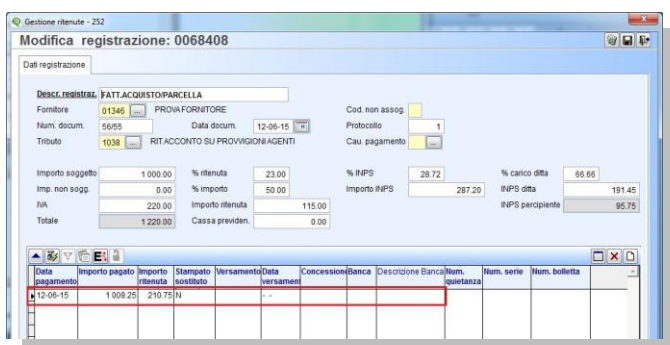 Gestione ritenute - 252
Modifica registrazione: 0068408
Dati registrazione
Descr. registraz. FATT.ACQUISTO/PARCELLA
Fornitore 01346 ... PROVA FORNITORE Cod. non assog.
Num. docum. 56/55 Data docum. 12-06-15 Protocollo 1
Tributo 1038 ... RIT.ACCONTO SU PROVVIGIONI AGENTI Cau. pagamento ...
Importo soggetto 1 000.00 % ritenuta 23.00 % INPS 28.72 % carico ditta 66.66
Imp. non sogg. 0.00 % importo 50.00 Importo INPS 287.20 INPS ditta 191.45
IVA 220.00 Importo ritenuta 115.00 INPS percipiente 95.75
Totale 1 220.00 Cassa previden. 0.00
Data pagamento Importo pagato Importo ritenuta Stampato sostituto Versamento Data versamen Concessione Banca Descrizione Banca Num. quietanza Num. serie Num. bolletta
12-06-15 1 009.25 210.75 N - -